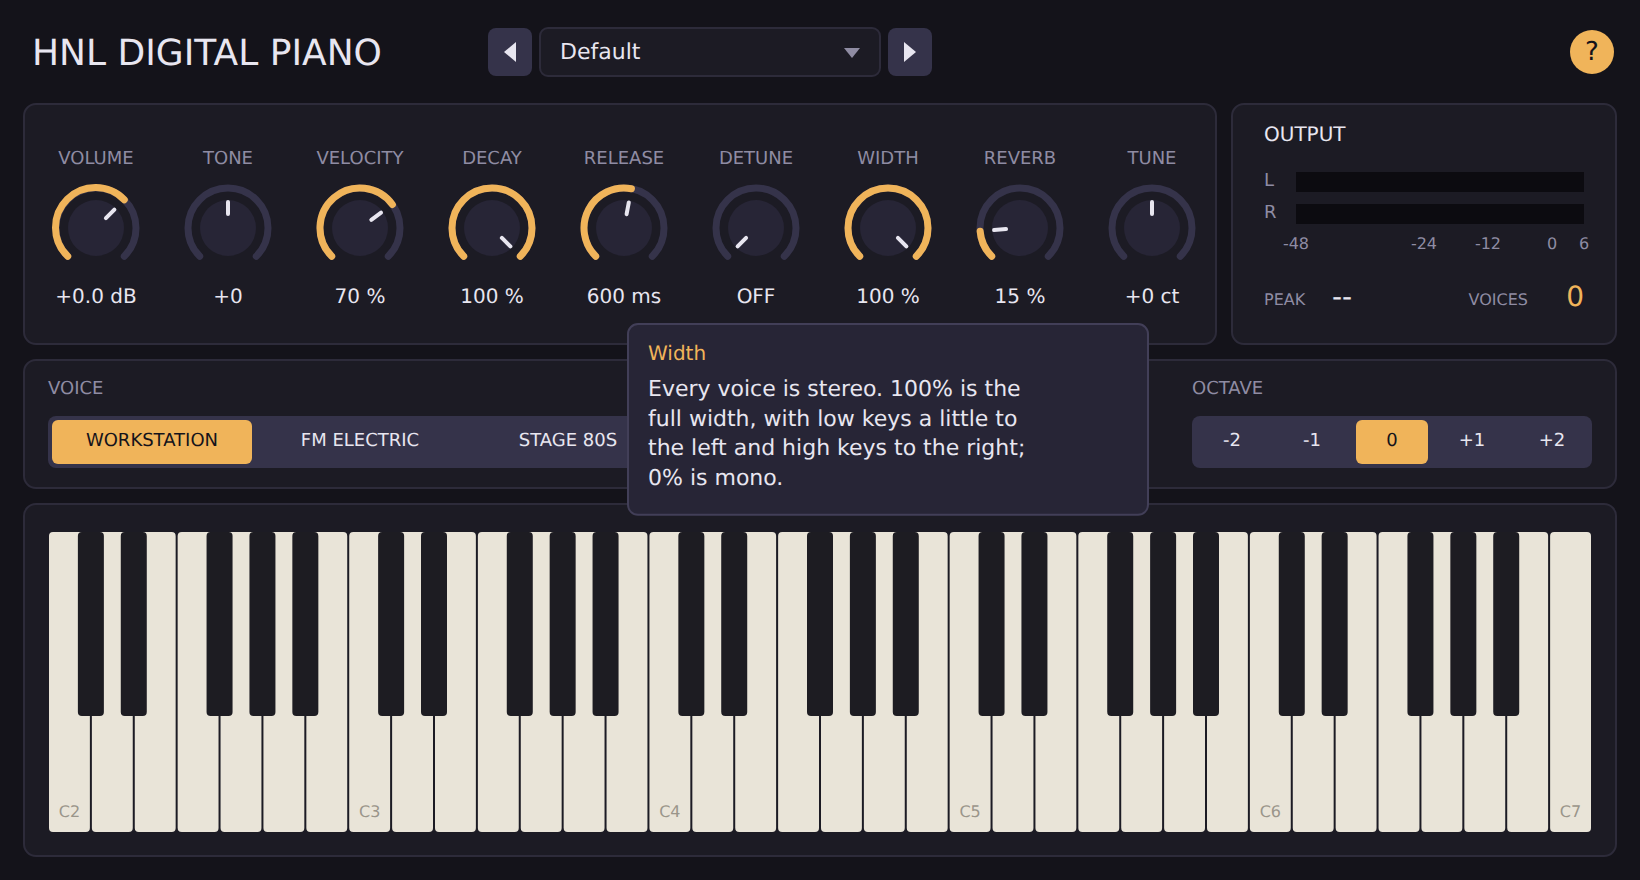 HNL DIGITAL PIANO
Default
?
VOLUME TONE VELOCITY DECAY RELEASE DETUNE WIDTH REVERB TUNE
+0.0 dB +0 70 % 100 % 600 ms OFF 100 % 15 % +0 ct
OUTPUT
L
R
-48 -24 -12 0 6
PEAK -- VOICES 0
Width
Every voice is stereo. 100% is the
full width, with low keys a little to
the left and high keys to the right;
0% is mono.
VOICE
WORKSTATION FM ELECTRIC STAGE 80S
OCTAVE
-2 -1 0 +1 +2
C2 C3 C4 C5 C6 C7